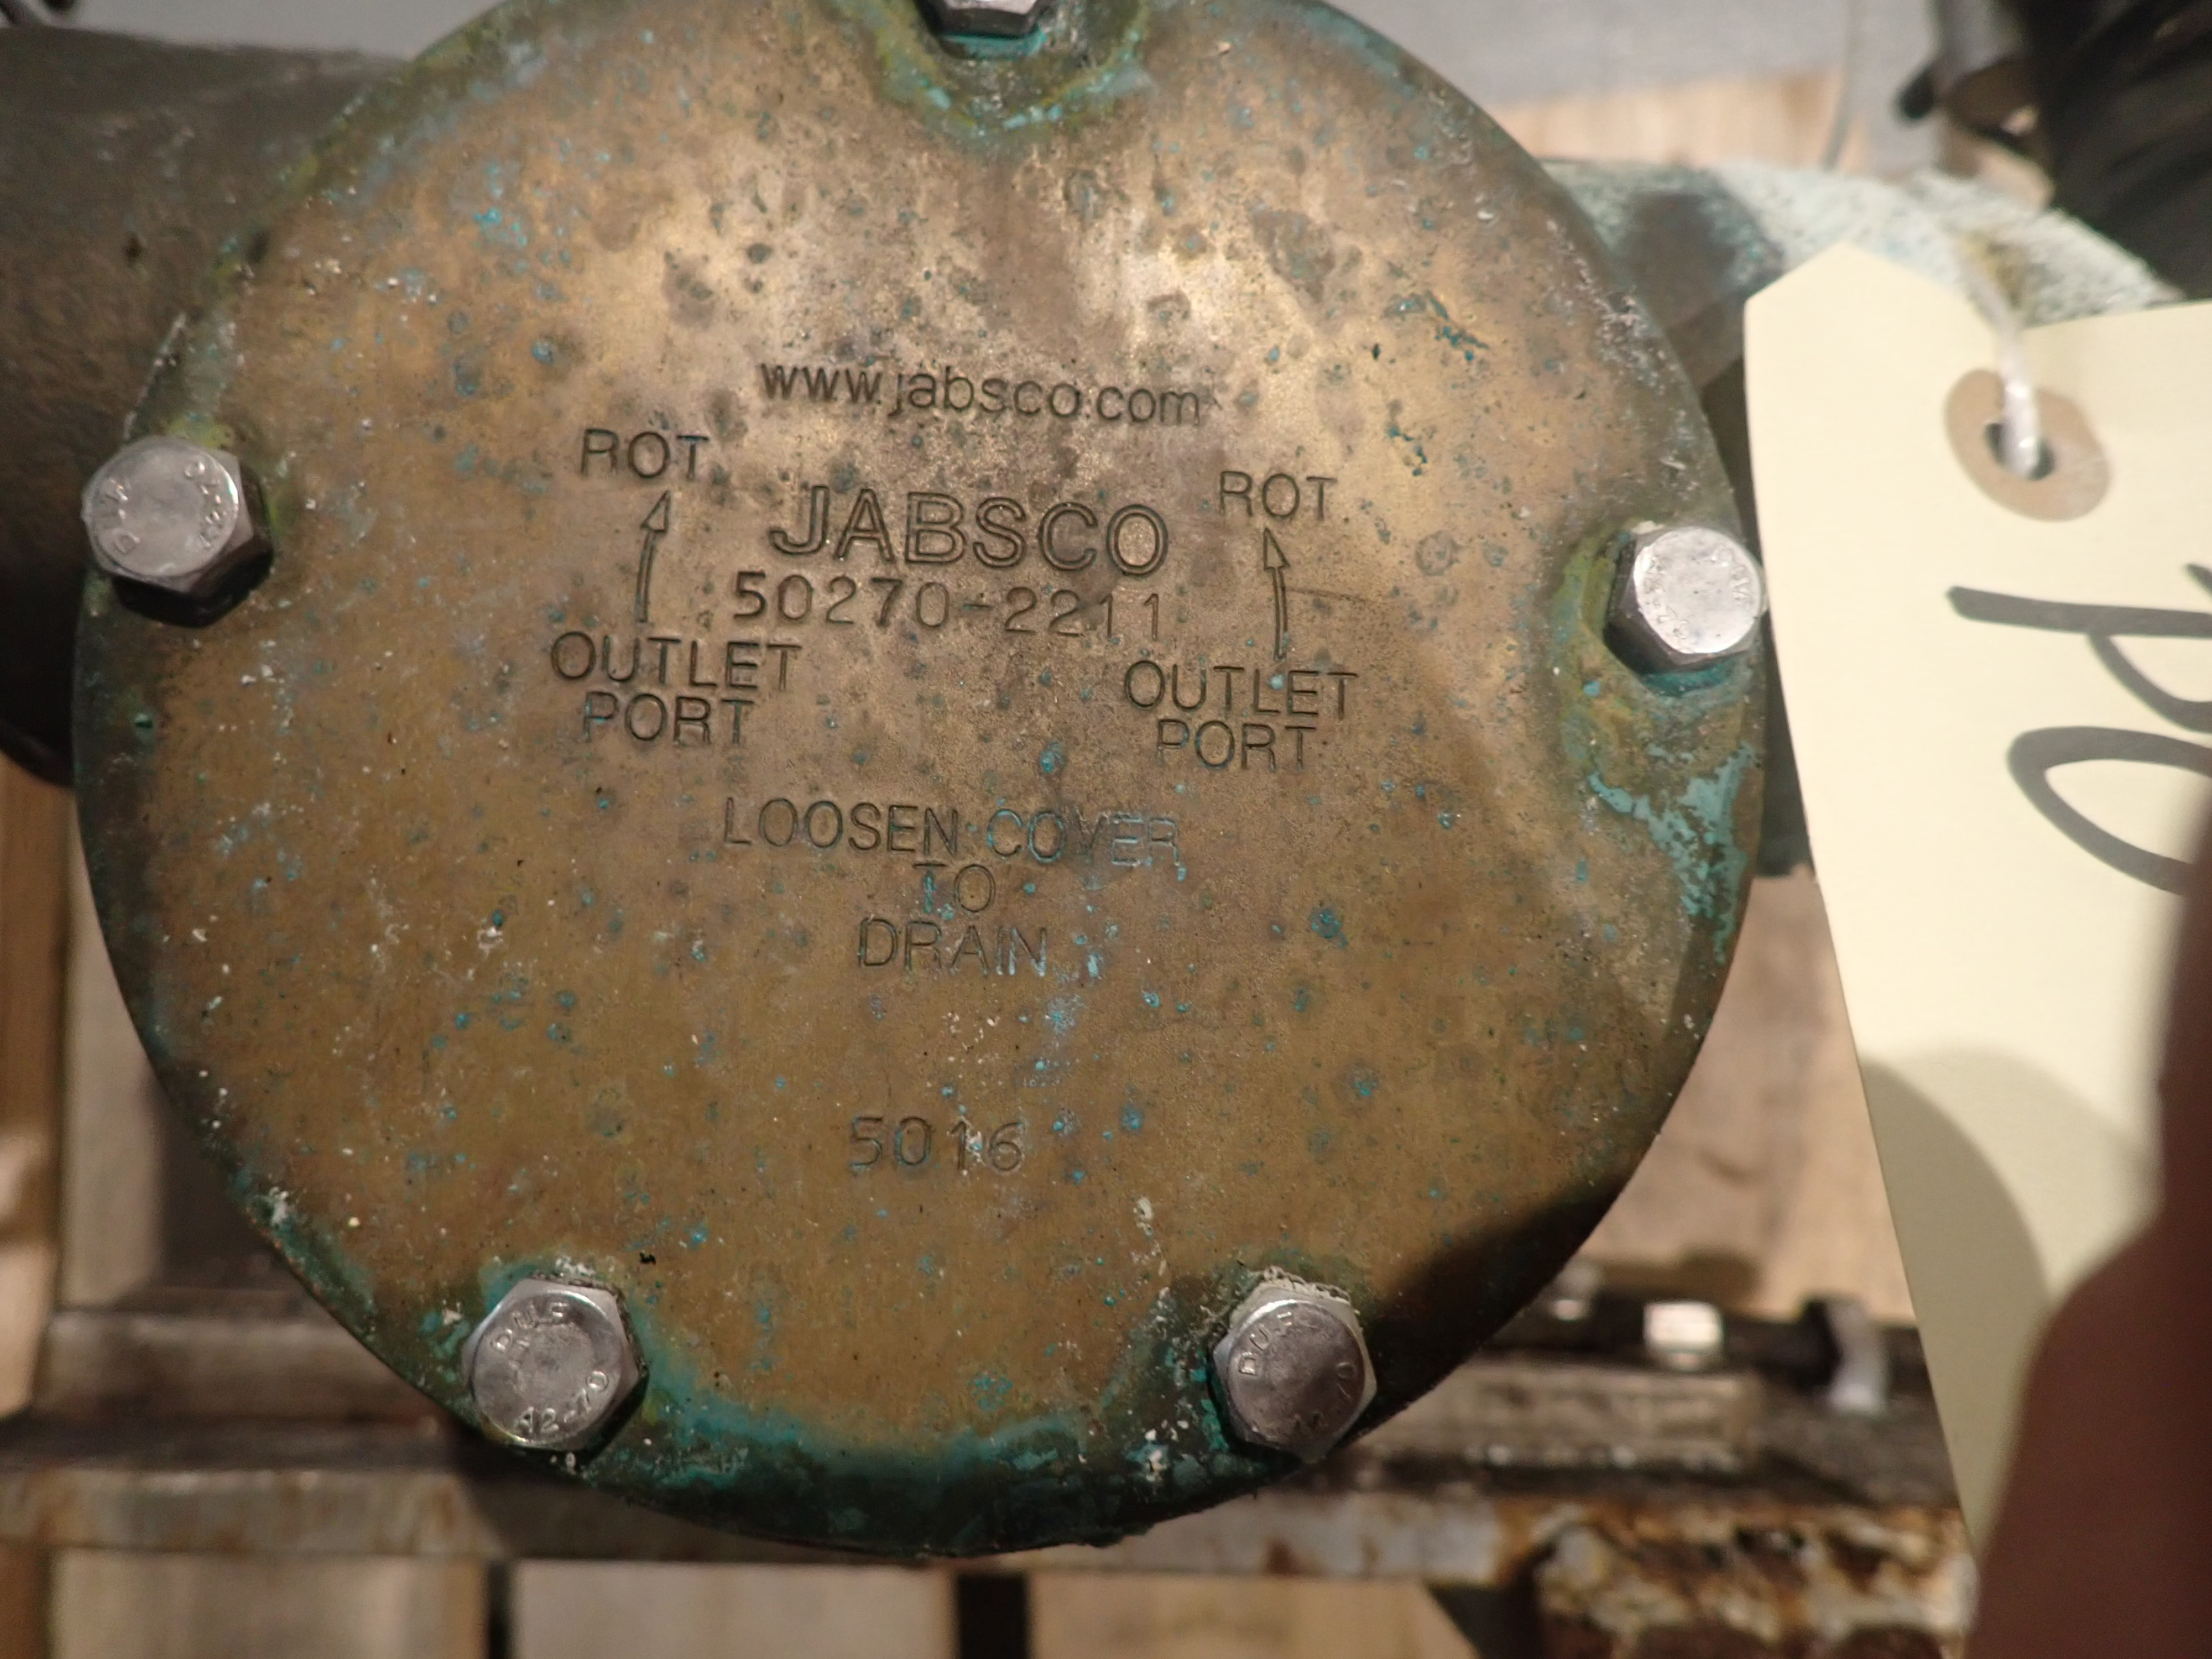 www.jabsco.com
ROT
ROT
JABSCO
50270-2211
OUTLET
PORT
OUTLET
PORT
LOOSEN COVER
TO
DRAIN
5016
A2-70